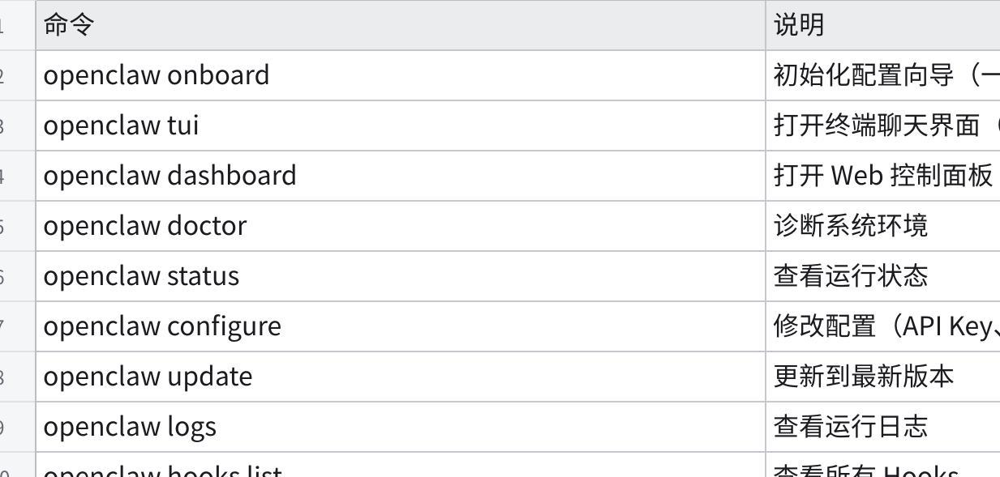 1 命令 说明
2 openclaw onboard 初始化配置向导（一
3 openclaw tui 打开终端聊天界面（
4 openclaw dashboard 打开 Web 控制面板
5 openclaw doctor 诊断系统环境
6 openclaw status 查看运行状态
7 openclaw configure 修改配置（API Key、
8 openclaw update 更新到最新版本
9 openclaw logs 查看运行日志
openclaw hooks list 查看所有 Hooks